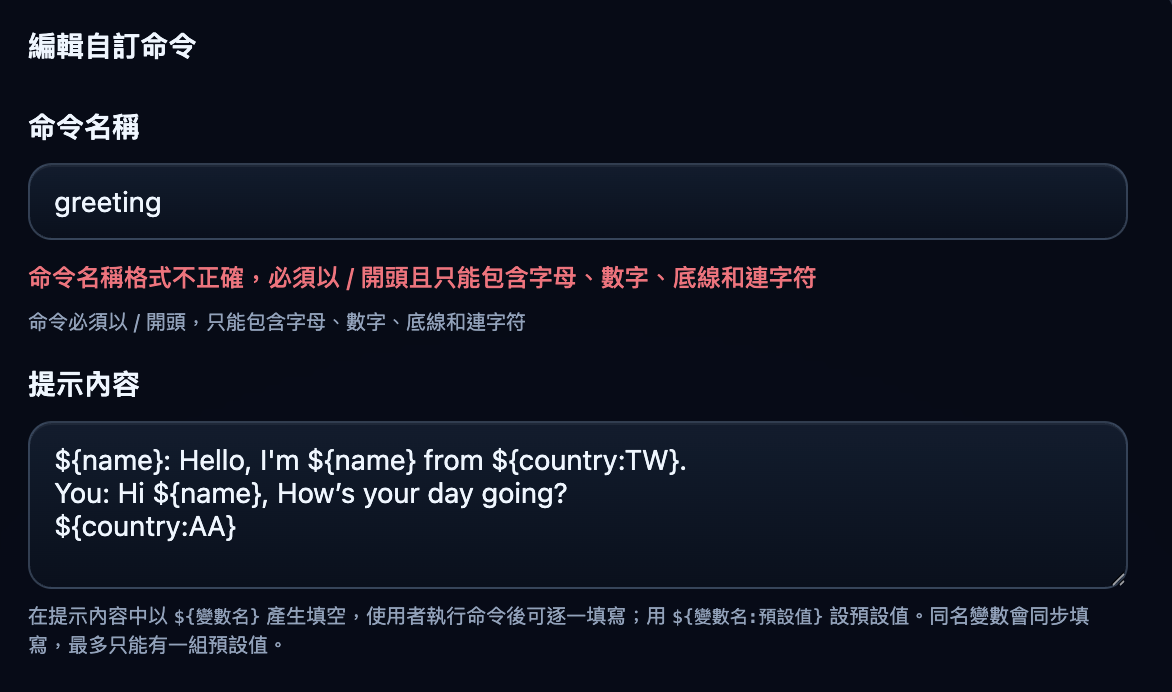 編輯自訂命令
命令名稱
greeting
命令名稱格式不正確，必須以 / 開頭且只能包含字母、數字、底線和連字符
命令必須以 / 開頭，只能包含字母、數字、底線和連字符
提示內容
${name}: Hello, I'm ${name} from ${country:TW}.
You: Hi ${name}, How’s your day going?
${country:AA}
在提示內容中以 ${變數名} 產生填空，使用者執行命令後可逐一填寫；用 ${變數名:預設值} 設預設值。同名變數會同步填
寫，最多只能有一組預設值。